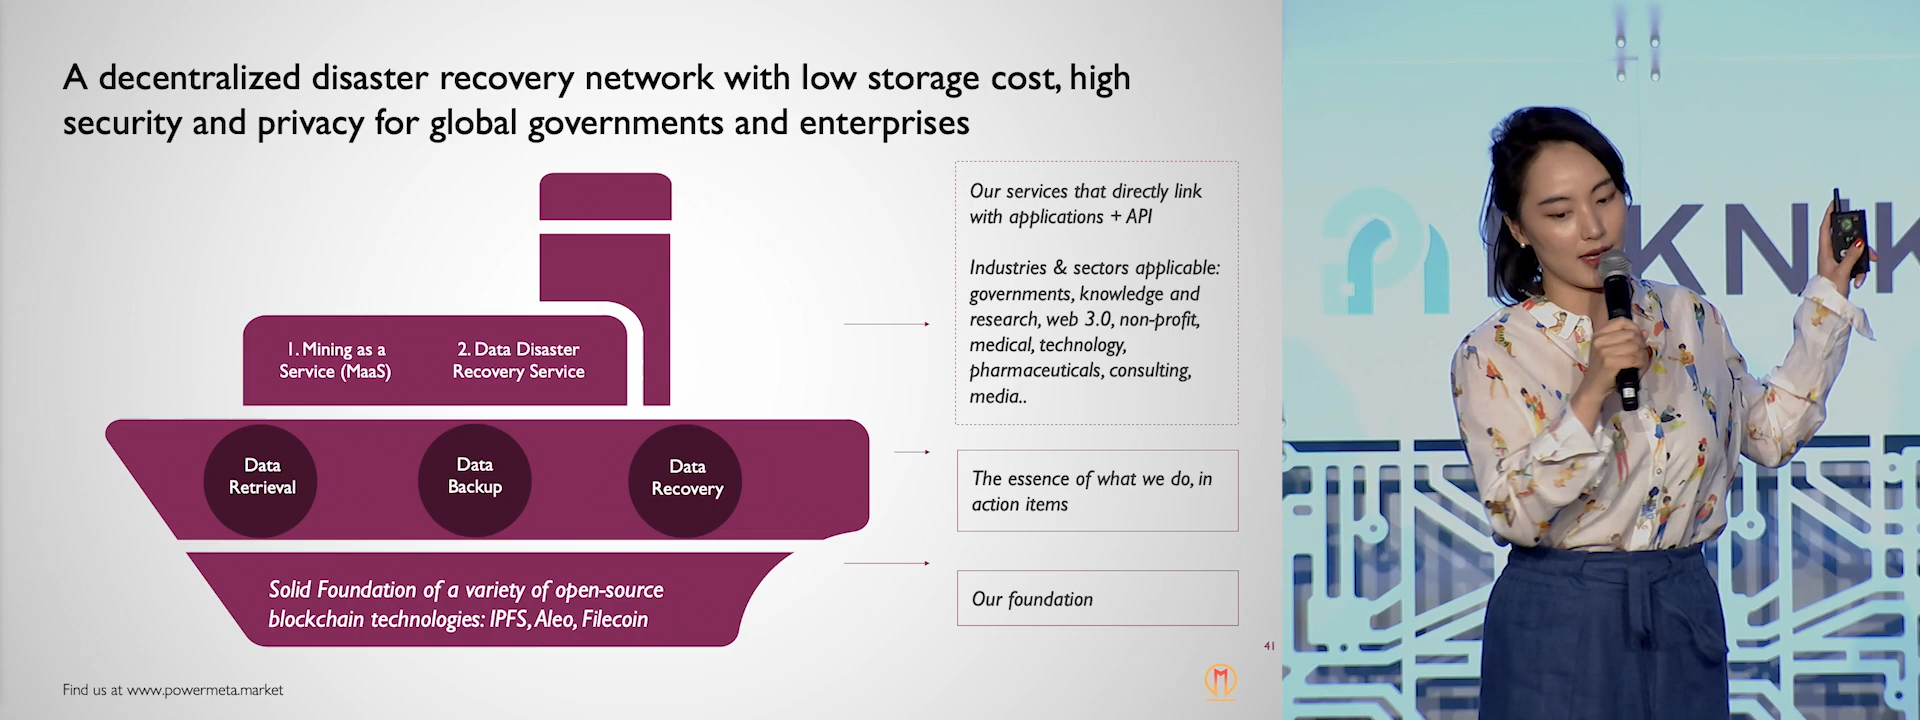 A decentralized disaster recovery network with low storage cost, high
security and privacy for global governments and enterprises
1. Mining as a
Service (MaaS)
2. Data Disaster
Recovery Service
Data
Retrieval
Data
Backup
Data
Recovery
Solid Foundation of a variety of open-source
blockchain technologies: IPFS, Aleo, Filecoin
Our services that directly link
with applications + API
Industries & sectors applicable:
governments, knowledge and
research, web 3.0, non-profit,
medical, technology,
pharmaceuticals, consulting,
media..
The essence of what we do, in
action items
Our foundation
41
Find us at www.powermeta.market
M